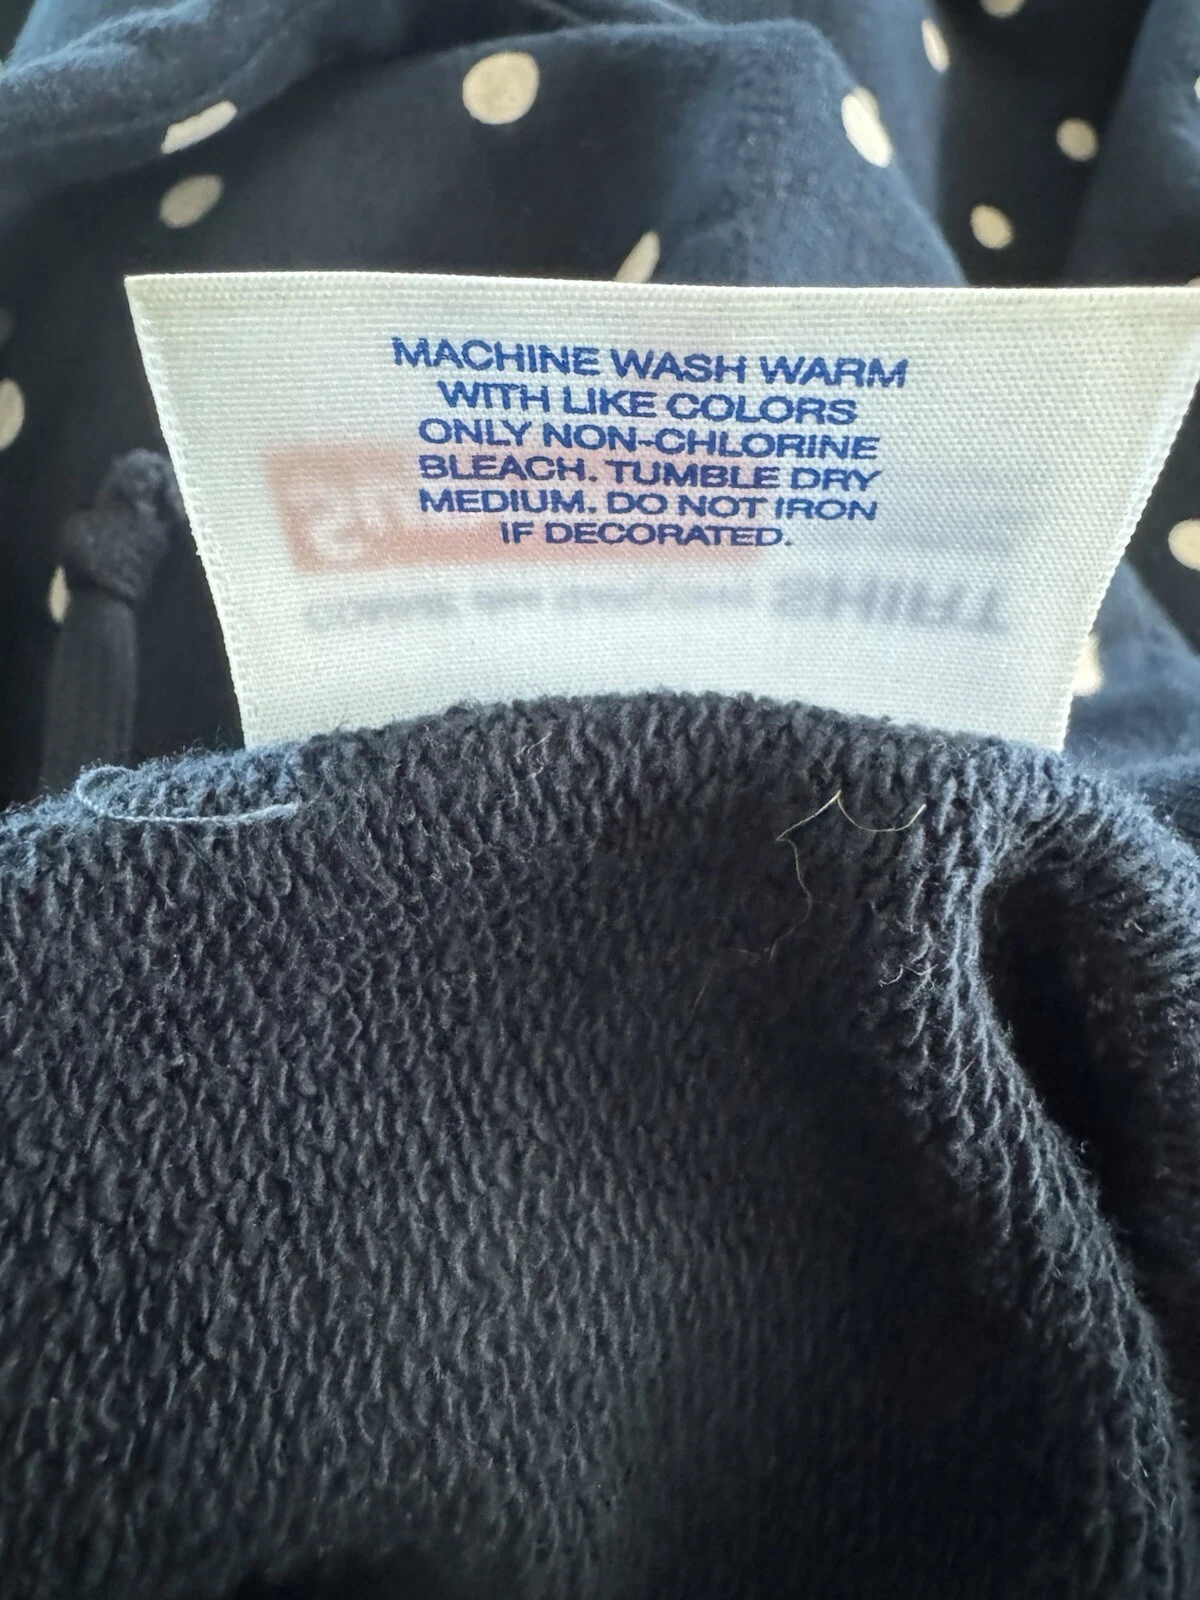 MACHINE WASH WARM
WITH LIKE COLORS
ONLY NON-CHLORINE
BLEACH. TUMBLE DRY
MEDIUM. DO NOT IRON
IF DECORATED.